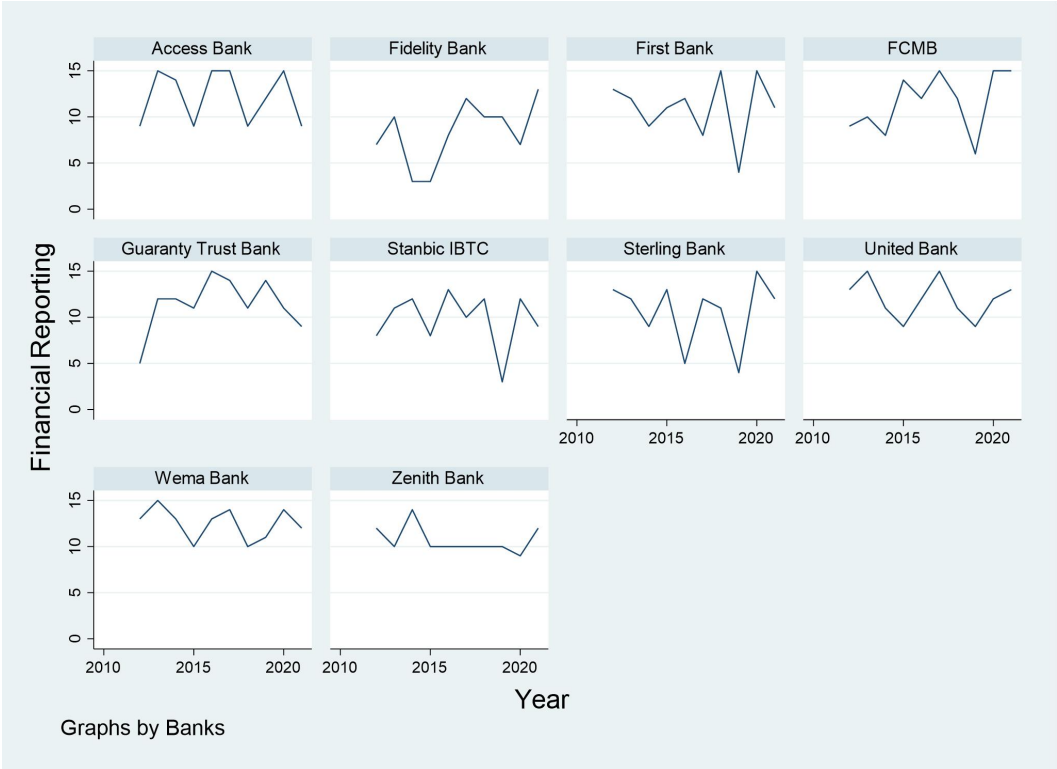 Access Bank
Fidelity Bank
First Bank
FCMB
15
10
5
0
Guaranty Trust Bank
Stanbic IBTC
Sterling Bank
United Bank
15
10
5
0
2010 2015 2020
2010 2015 2020
Financial Reporting
Wema Bank
Zenith Bank
15
10
5
0
2010 2015 2020
2010 2015 2020
Year
Graphs by Banks